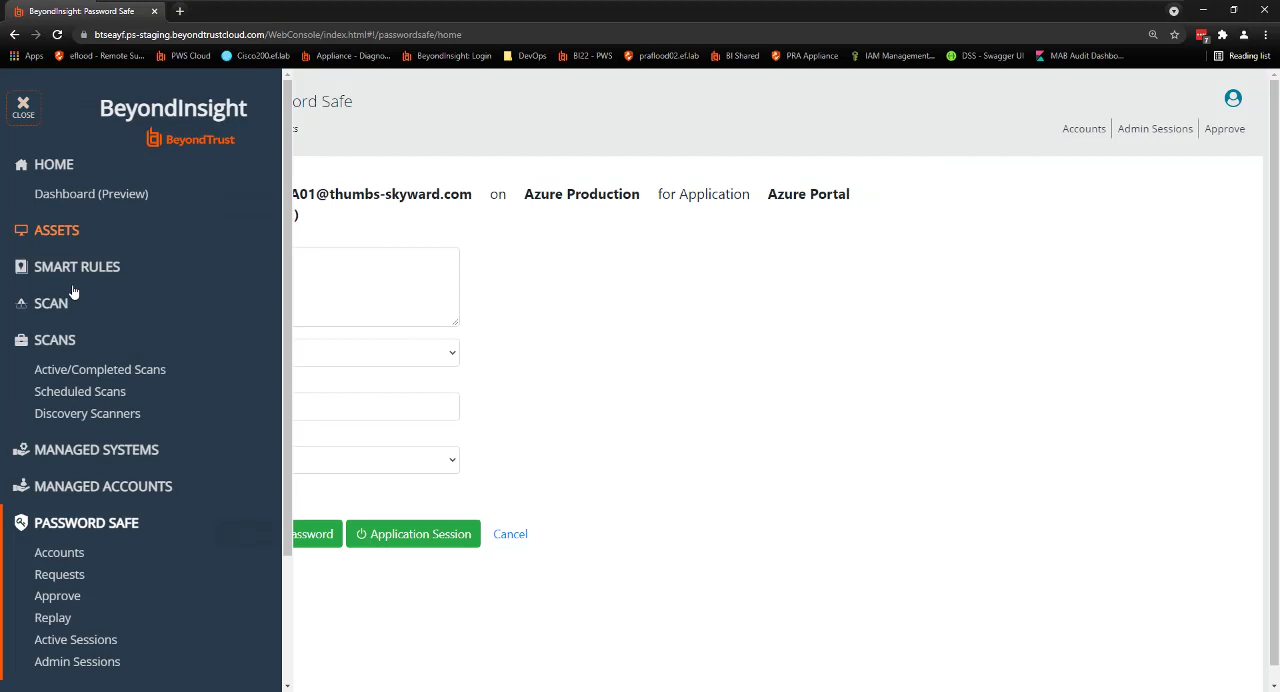 BeyondInsight: Password Safe
btseayf.ps-staging.beyondtrustcloud.com/WebConsole/index.html#!/passwordsafe/home
Apps eflood - Remote Su... PWS Cloud Cisco200.ef.lab Appliance - Diagno... BeyondInsight: Login DevOps BI22 - PWS praflood02.ef.lab BI Shared PRA Appliance IAM Management... DSS - Swagger UI MAB Audit Dashbo... Reading list
CLOSE
BeyondInsight
BeyondTrust
ord Safe
ts
Accounts Admin Sessions Approve
HOME
Dashboard (Preview)
ASSETS
SMART RULES
SCAN
SCANS
Active/Completed Scans
Scheduled Scans
Discovery Scanners
MANAGED SYSTEMS
MANAGED ACCOUNTS
PASSWORD SAFE
Accounts
Requests
Approve
Replay
Active Sessions
Admin Sessions
A01@thumbs-skyward.com on Azure Production for Application Azure Portal
)
assword Application Session Cancel